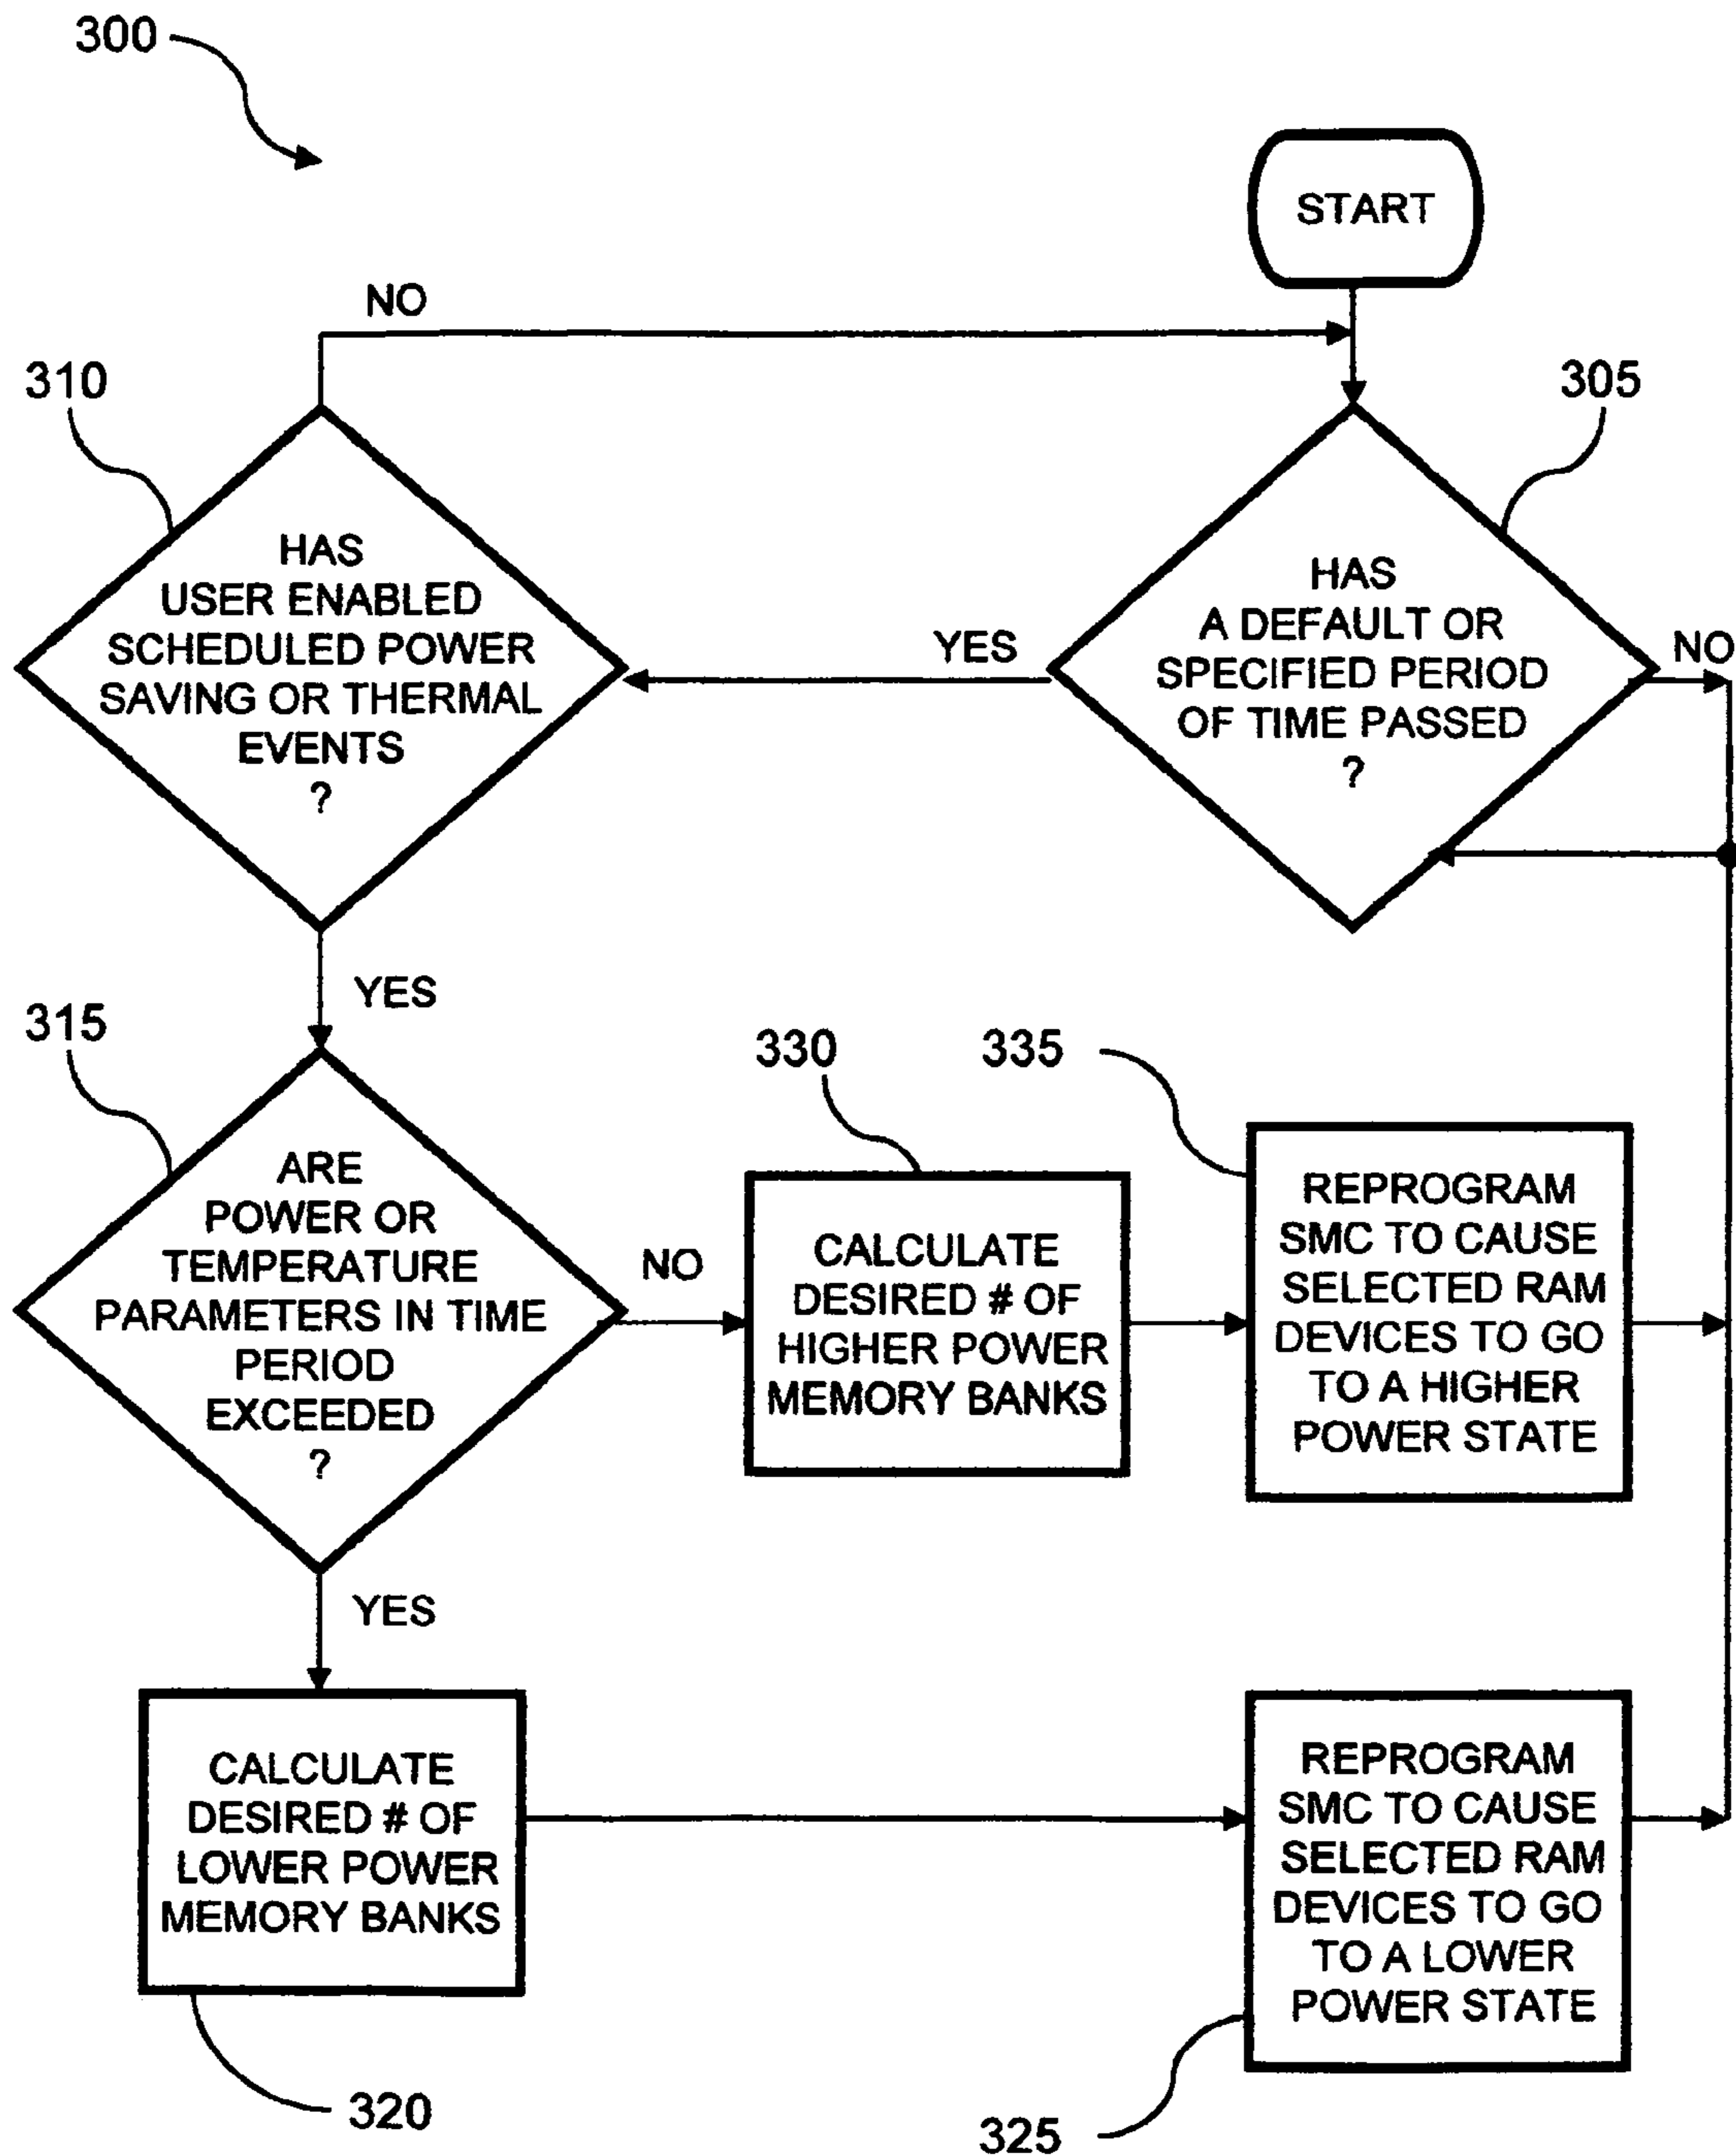 300
START
NO
310
305
HAS
USER ENABLED
SCHEDULED POWER
SAVING OR THERMAL
EVENTS
?
YES
HAS
A DEFAULT OR
SPECIFIED PERIOD
OF TIME PASSED
?
NO
YES
315
330
335
ARE
POWER OR
TEMPERATURE
PARAMETERS IN TIME
PERIOD
EXCEEDED
?
NO
CALCULATE
DESIRED # OF
HIGHER POWER
MEMORY BANKS
REPROGRAM
SMC TO CAUSE
SELECTED RAM
DEVICES TO GO
TO A HIGHER
POWER STATE
YES
CALCULATE
DESIRED # OF
LOWER POWER
MEMORY BANKS
REPROGRAM
SMC TO CAUSE
SELECTED RAM
DEVICES TO GO
TO A LOWER
POWER STATE
320
325